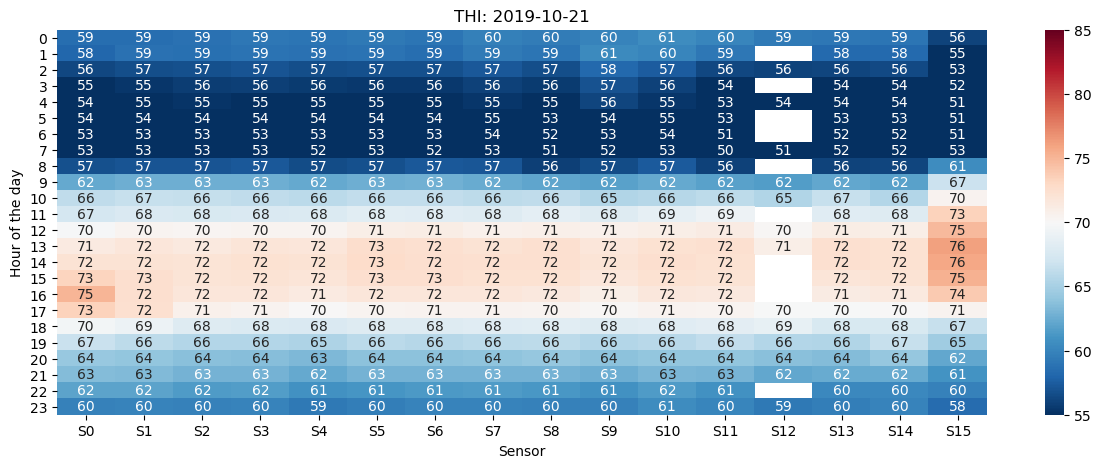 THI: 2019-10-21
0 59 59 59 59 59 59 59 60 60 60 61 60 59 59 59 56
1 58 59 59 59 59 59 59 59 59 61 60 59 58 58 55
2 56 57 57 57 57 57 57 57 57 58 57 56 56 56 56 53
3 55 55 56 56 56 56 56 56 56 57 56 54 54 54 52
4 54 55 55 55 55 55 55 55 55 56 55 53 54 54 54 51
5 54 54 54 54 54 54 54 55 53 54 55 53 53 53 51
6 53 53 53 53 54 53 53 54 52 53 54 51 52 52 51
7 53 53 53 53 52 53 52 53 51 52 53 50 51 52 52 53
8 57 57 57 57 57 57 57 57 56 57 57 56 56 56 61
9 62 63 63 63 62 63 63 62 62 62 62 62 62 62 62 67
10 66 67 66 66 66 66 66 66 66 65 66 66 65 67 66 70
11 67 68 68 68 68 68 68 68 68 68 69 69 68 68 73
12 70 70 70 70 70 71 71 71 71 71 71 71 70 71 71 75
13 71 72 72 72 72 73 72 72 72 72 72 72 71 72 72 76
14 72 72 72 72 72 73 72 72 72 72 72 72 72 72 76
15 73 73 72 72 72 73 73 72 72 72 72 72 72 72 75
16 75 72 72 72 71 72 72 72 72 71 72 72 71 71 74
17 73 72 71 71 70 70 71 71 70 70 71 70 70 70 70 71
18 70 69 68 68 68 68 68 68 68 68 68 68 69 68 68 67
19 67 66 66 66 65 66 66 66 66 66 66 66 66 66 67 65
20 64 64 64 64 63 64 64 64 64 64 64 64 64 64 64 62
21 63 63 63 63 62 63 63 63 63 63 63 63 62 62 62 61
22 62 62 62 62 61 61 61 61 61 61 62 61 60 60 60
23 60 60 60 60 59 60 60 60 60 60 61 60 59 60 60 58
S0 S1 S2 S3 S4 S5 S6 S7 S8 S9 S10 S11 S12 S13 S14 S15
Sensor
Hour of the day
85
80
75
70
65
60
55